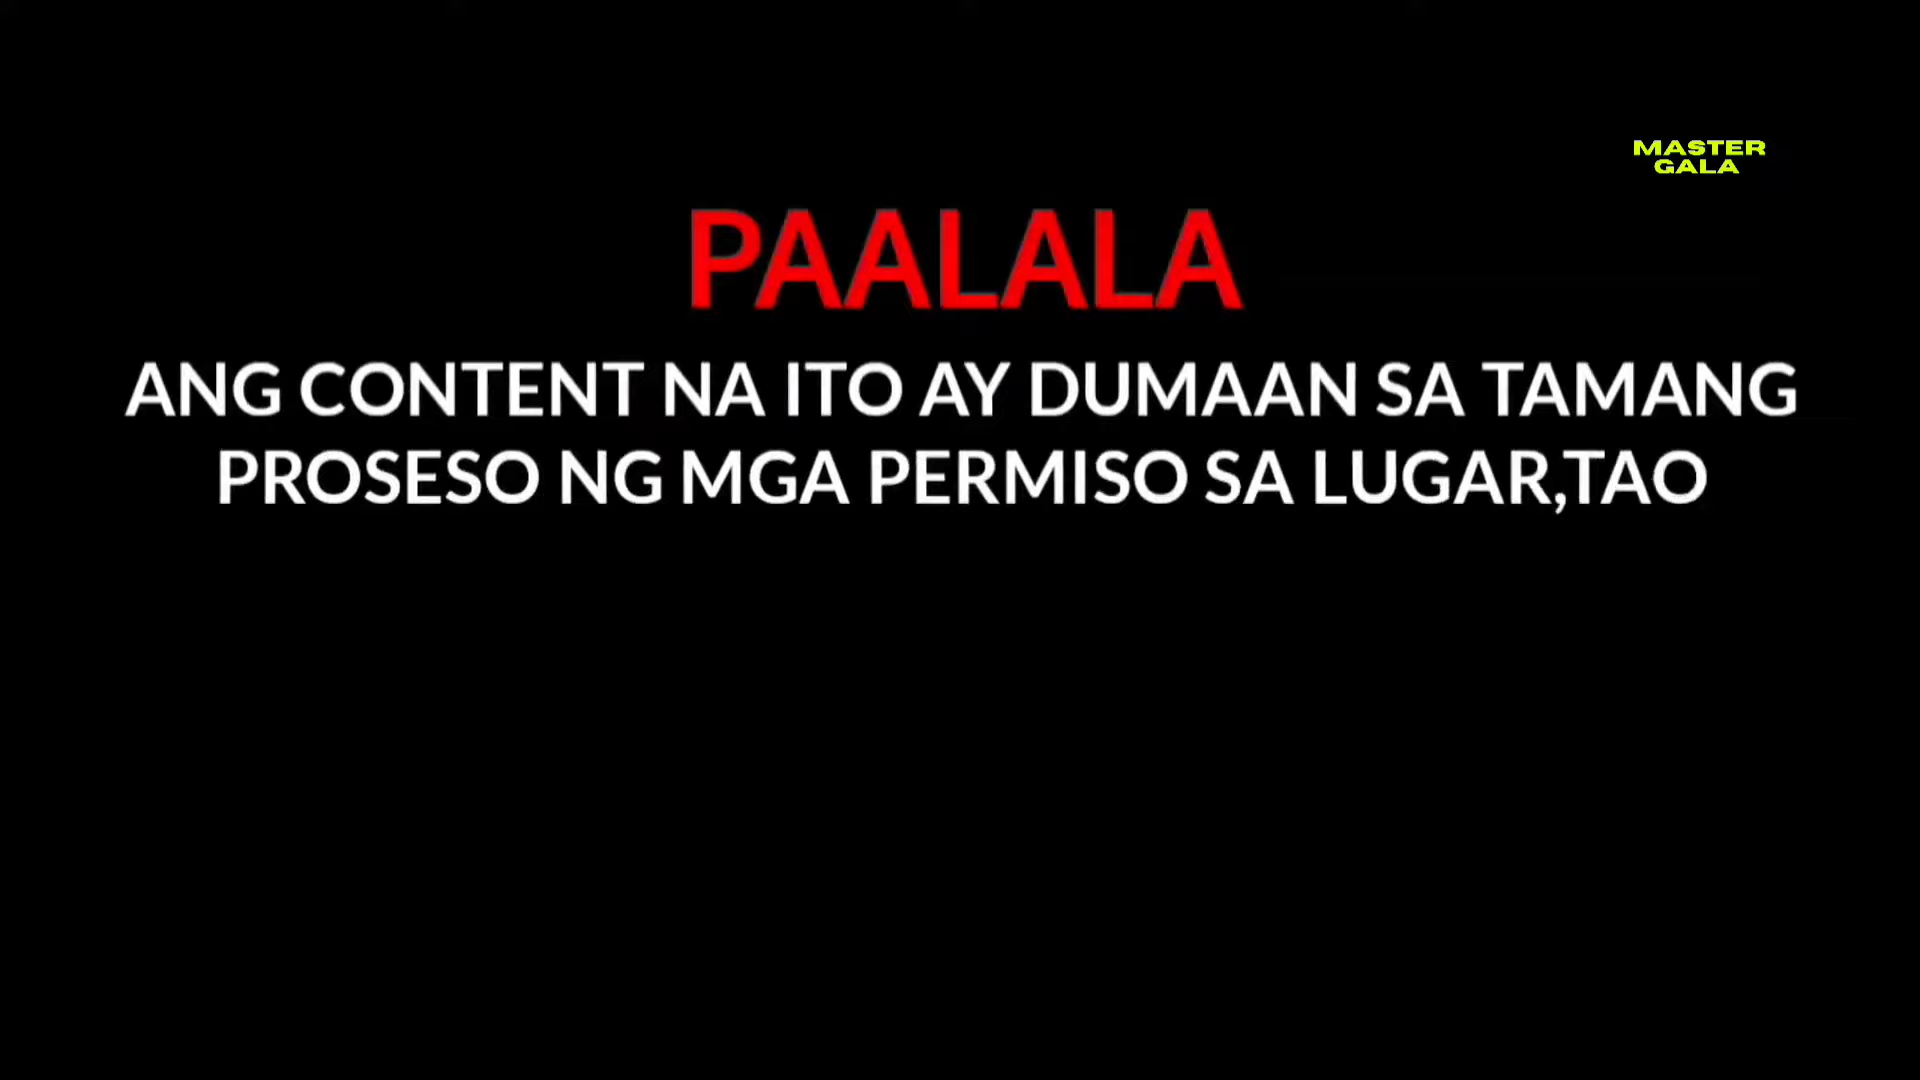 MASTER
GALA
PAALALA
ANG CONTENT NA ITO AY DUMAAN SA TAMANG
PROSESO NG MGA PERMISO SA LUGAR,TAO